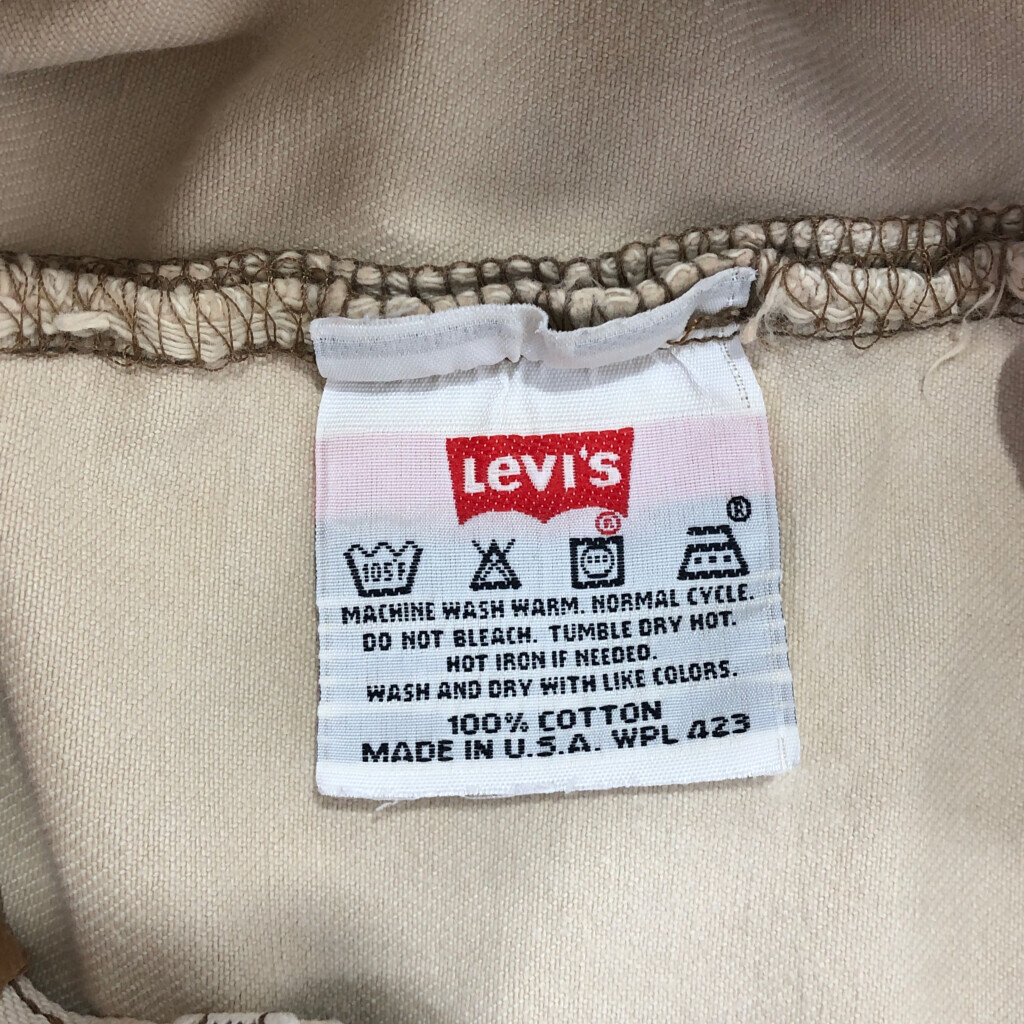 LEVI'S
®
®
105F
MACHINE WASH WARM. NORMAL CYCLE.
DO NOT BLEACH. TUMBLE DRY HOT.
HOT IRON IF NEEDED.
WASH AND DRY WITH LIKE COLORS.
100% COTTON
MADE IN U.S.A. WPL 423